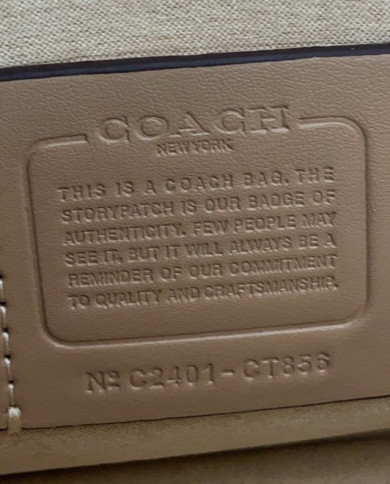 COACH
NEW YORK
THIS IS A COACH BAG. THE
STORYPATCH IS OUR BADGE OF
AUTHENTICITY. FEW PEOPLE MAY
SEE IT, BUT IT WILL ALWAYS BE A
REMINDER OF OUR COMMITMENT
TO QUALITY AND CRAFTSMANSHIP.
Nº C2401-CT856